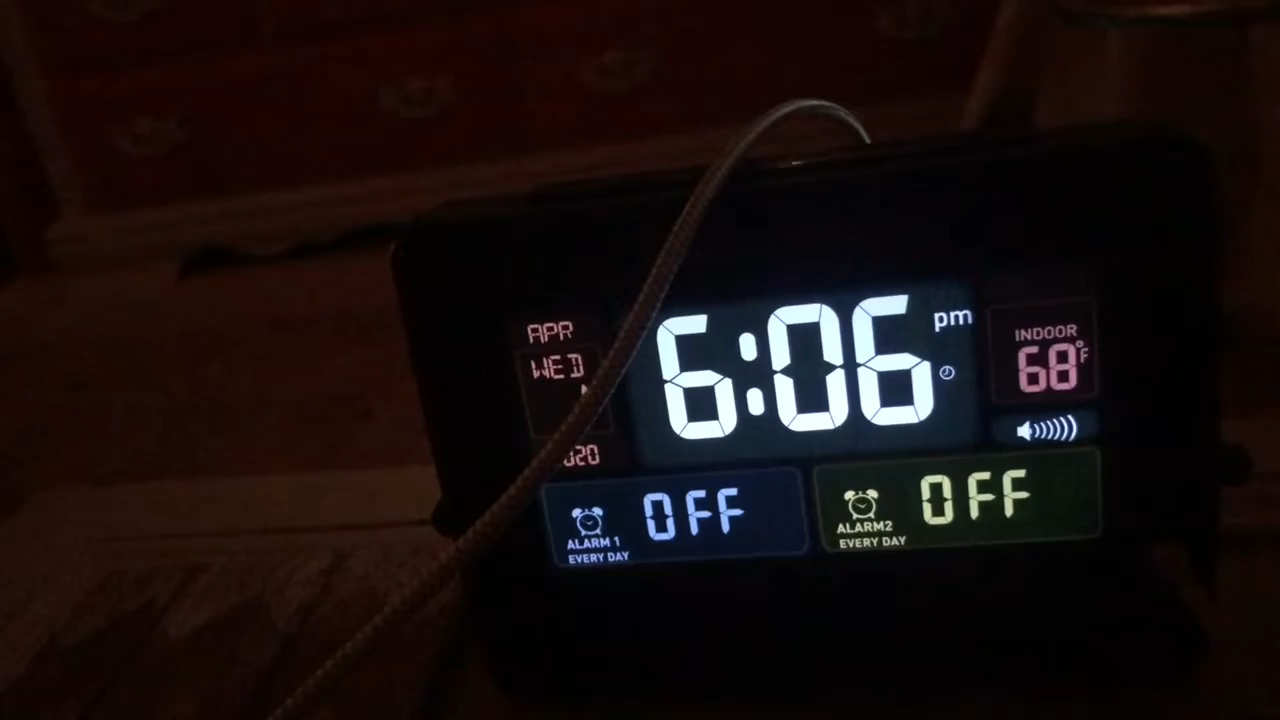 APR
WED
6:06 pm
INDOOR
68°F
ALARM 1
EVERY DAY
OFF
ALARM2
EVERY DAY
OFF